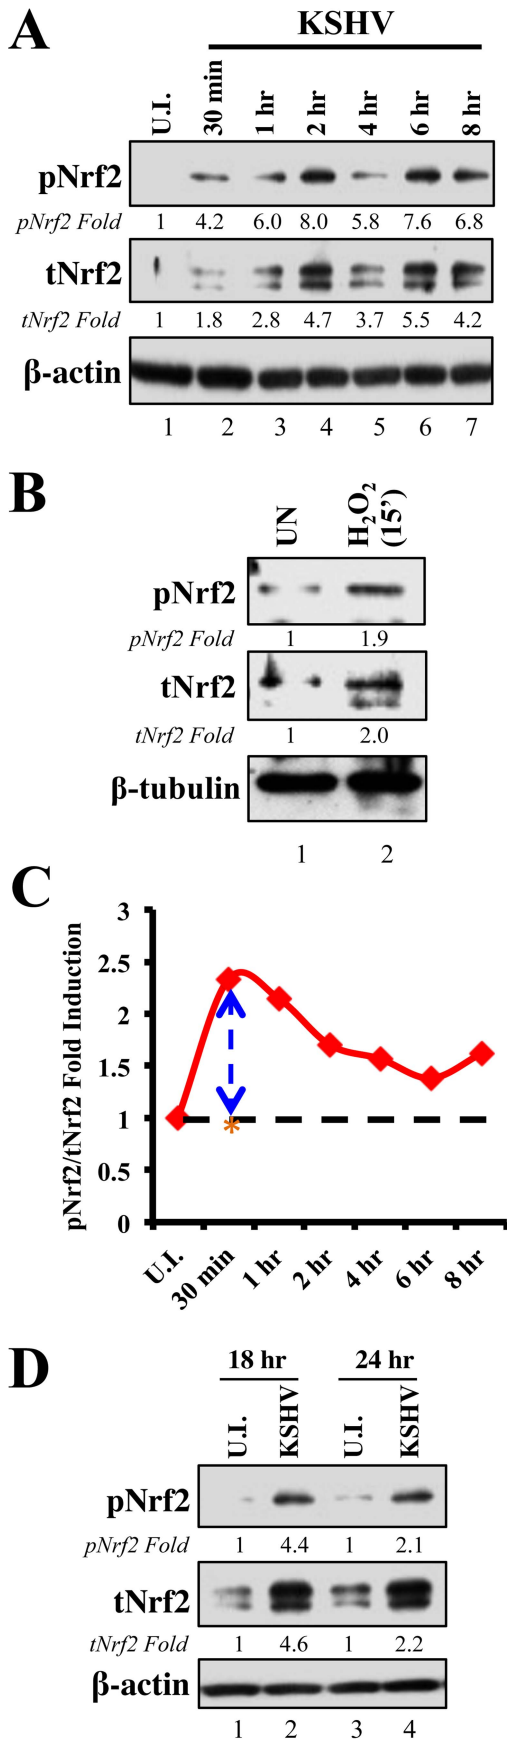 A
KSHV
U.I. 30 min 1 hr 2 hr 4 hr 6 hr 8 hr
pNrf2
pNrf2 Fold 1 4.2 6.0 8.0 5.8 7.6 6.8
tNrf2
tNrf2 Fold 1 1.8 2.8 4.7 3.7 5.5 4.2
β-actin
1 2 3 4 5 6 7
B
UN H2O2 (15')
pNrf2
pNrf2 Fold 1 1.9
tNrf2
tNrf2 Fold 1 2.0
β-tubulin
1 2
C
pNrf2/tNrf2 Fold Induction
3
2.5
2
1.5
1
*
0.5
0
U.I. 30 min 1 hr 2 hr 4 hr 6 hr 8 hr
D
18 hr 24 hr
U.I. KSHV U.I. KSHV
pNrf2
pNrf2 Fold 1 4.4 1 2.1
tNrf2
tNrf2 Fold 1 4.6 1 2.2
β-actin
1 2 3 4